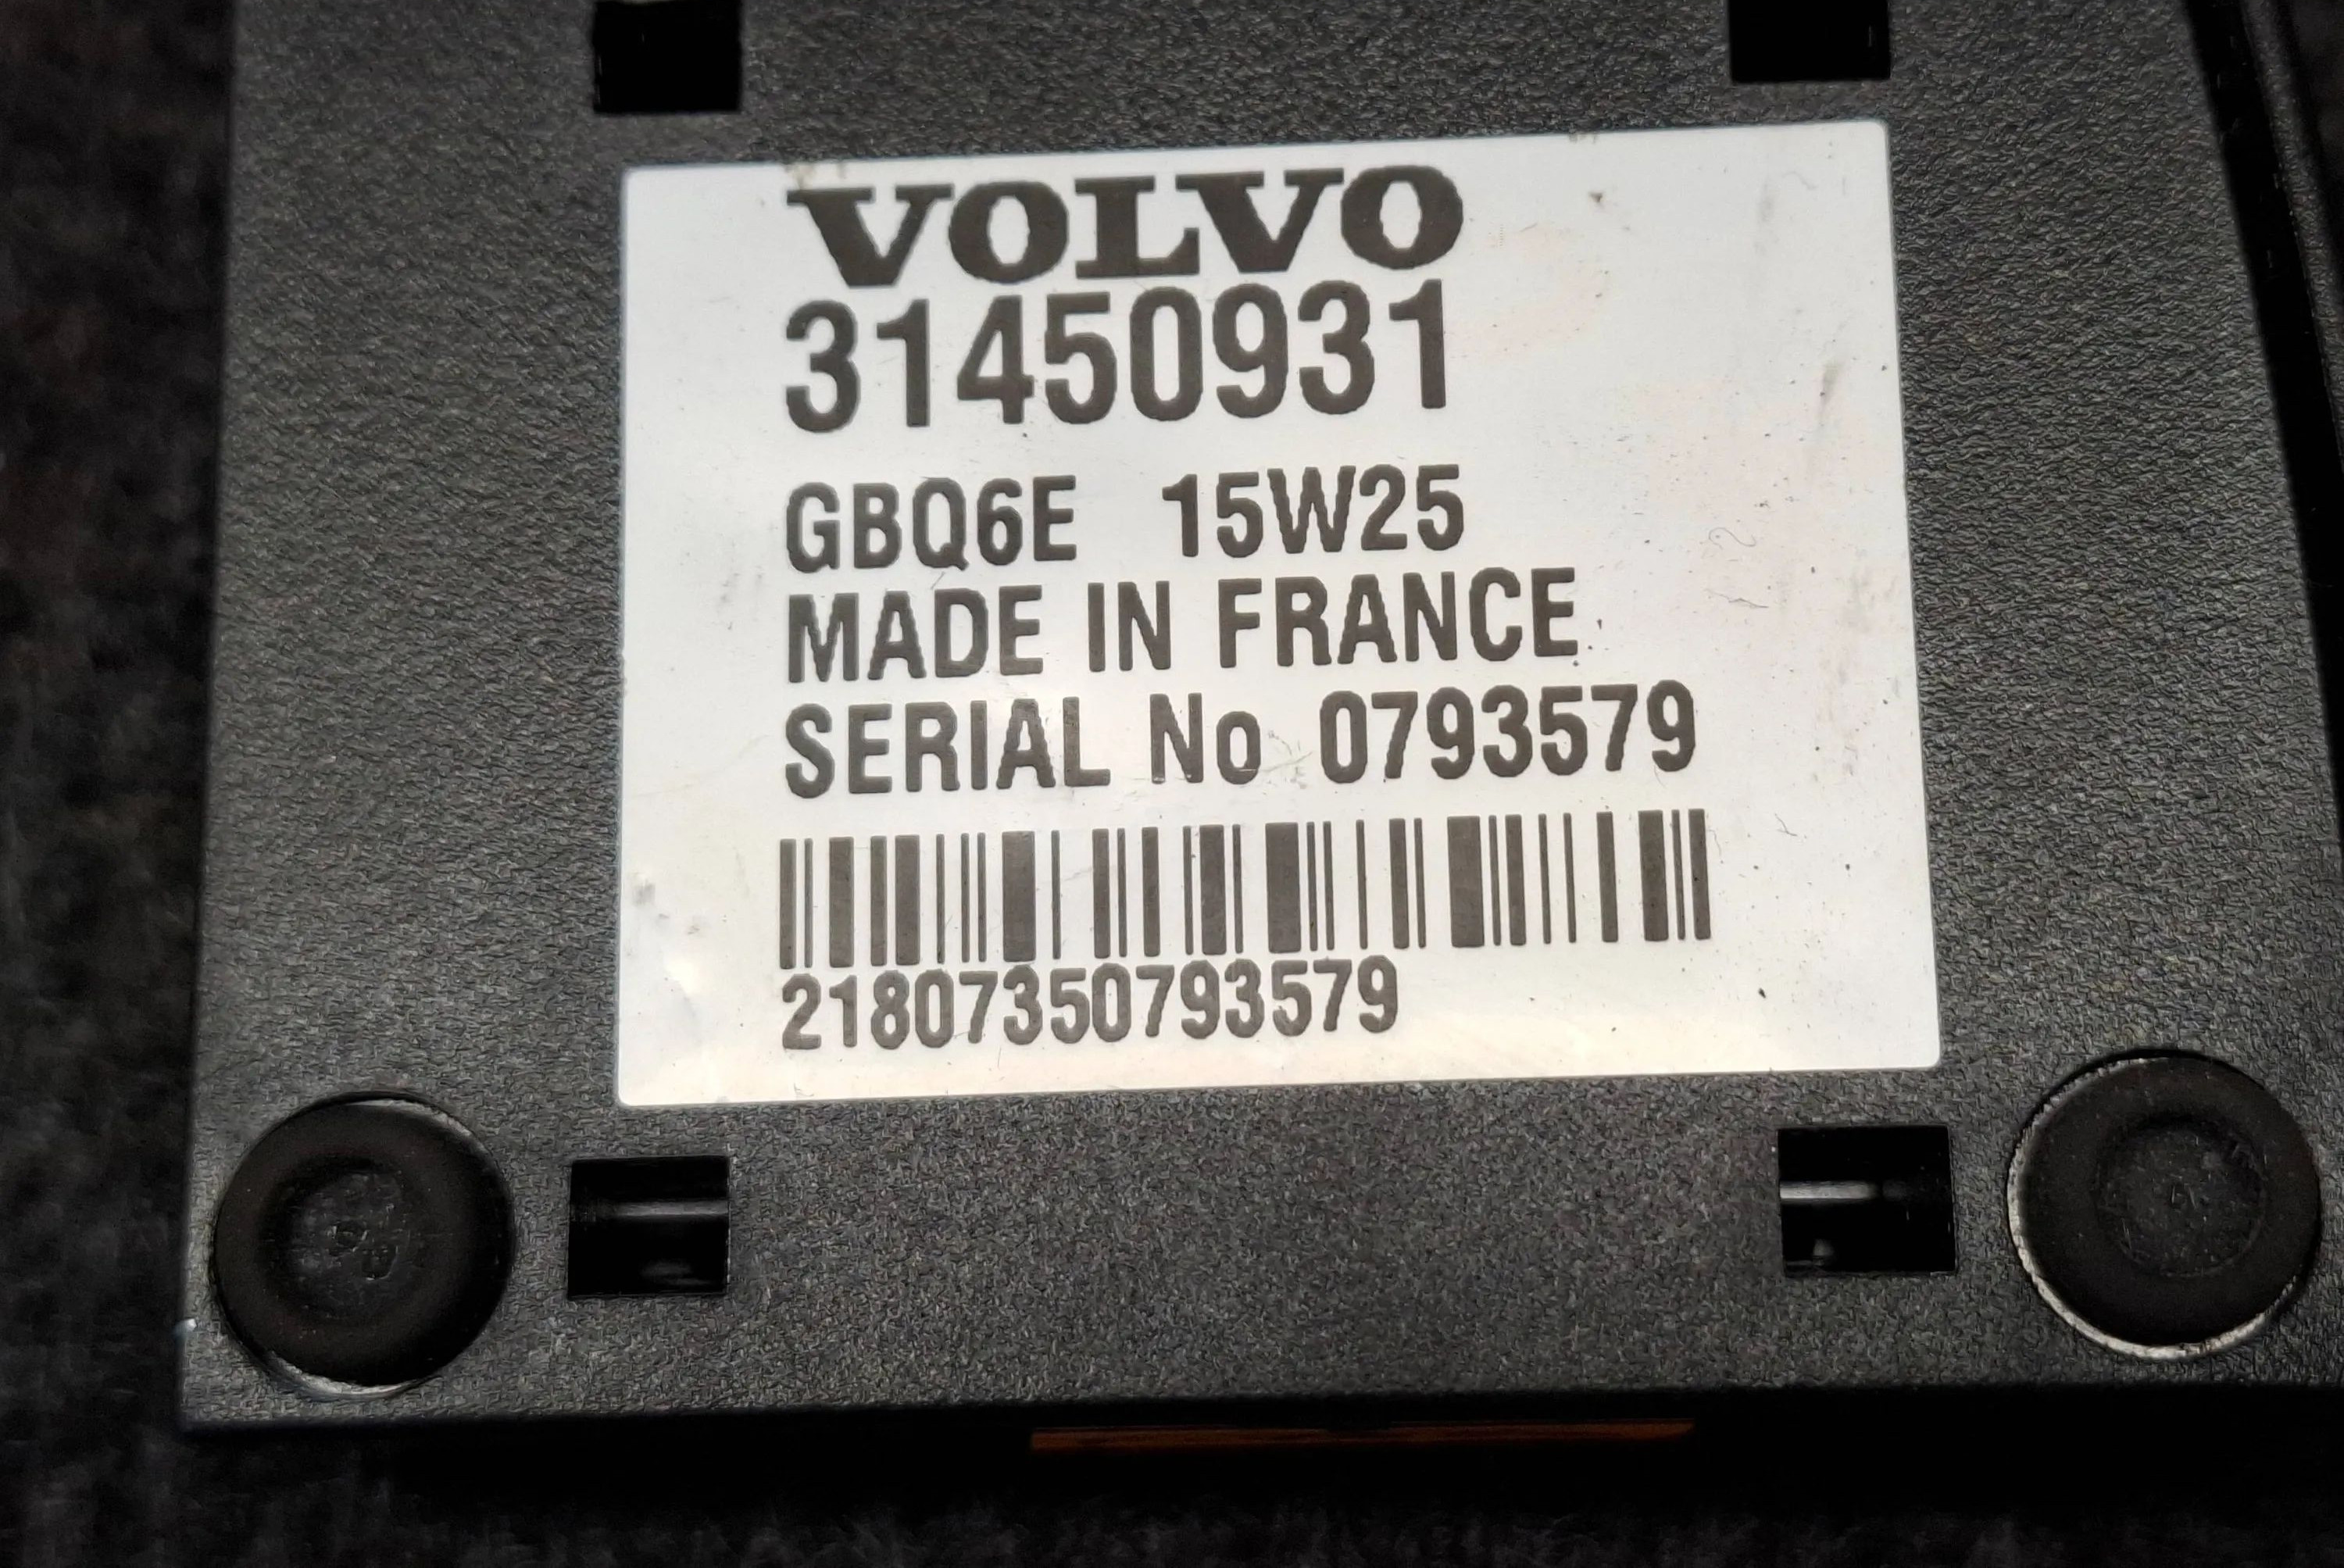 VOLVO
31450931
GBQ6E 15W25
MADE IN FRANCE
SERIAL No 0793579
21807350793579